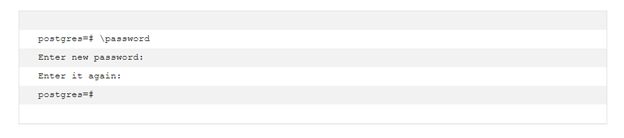 postgres=# \password
Enter new password:
Enter it again:
postgres=#